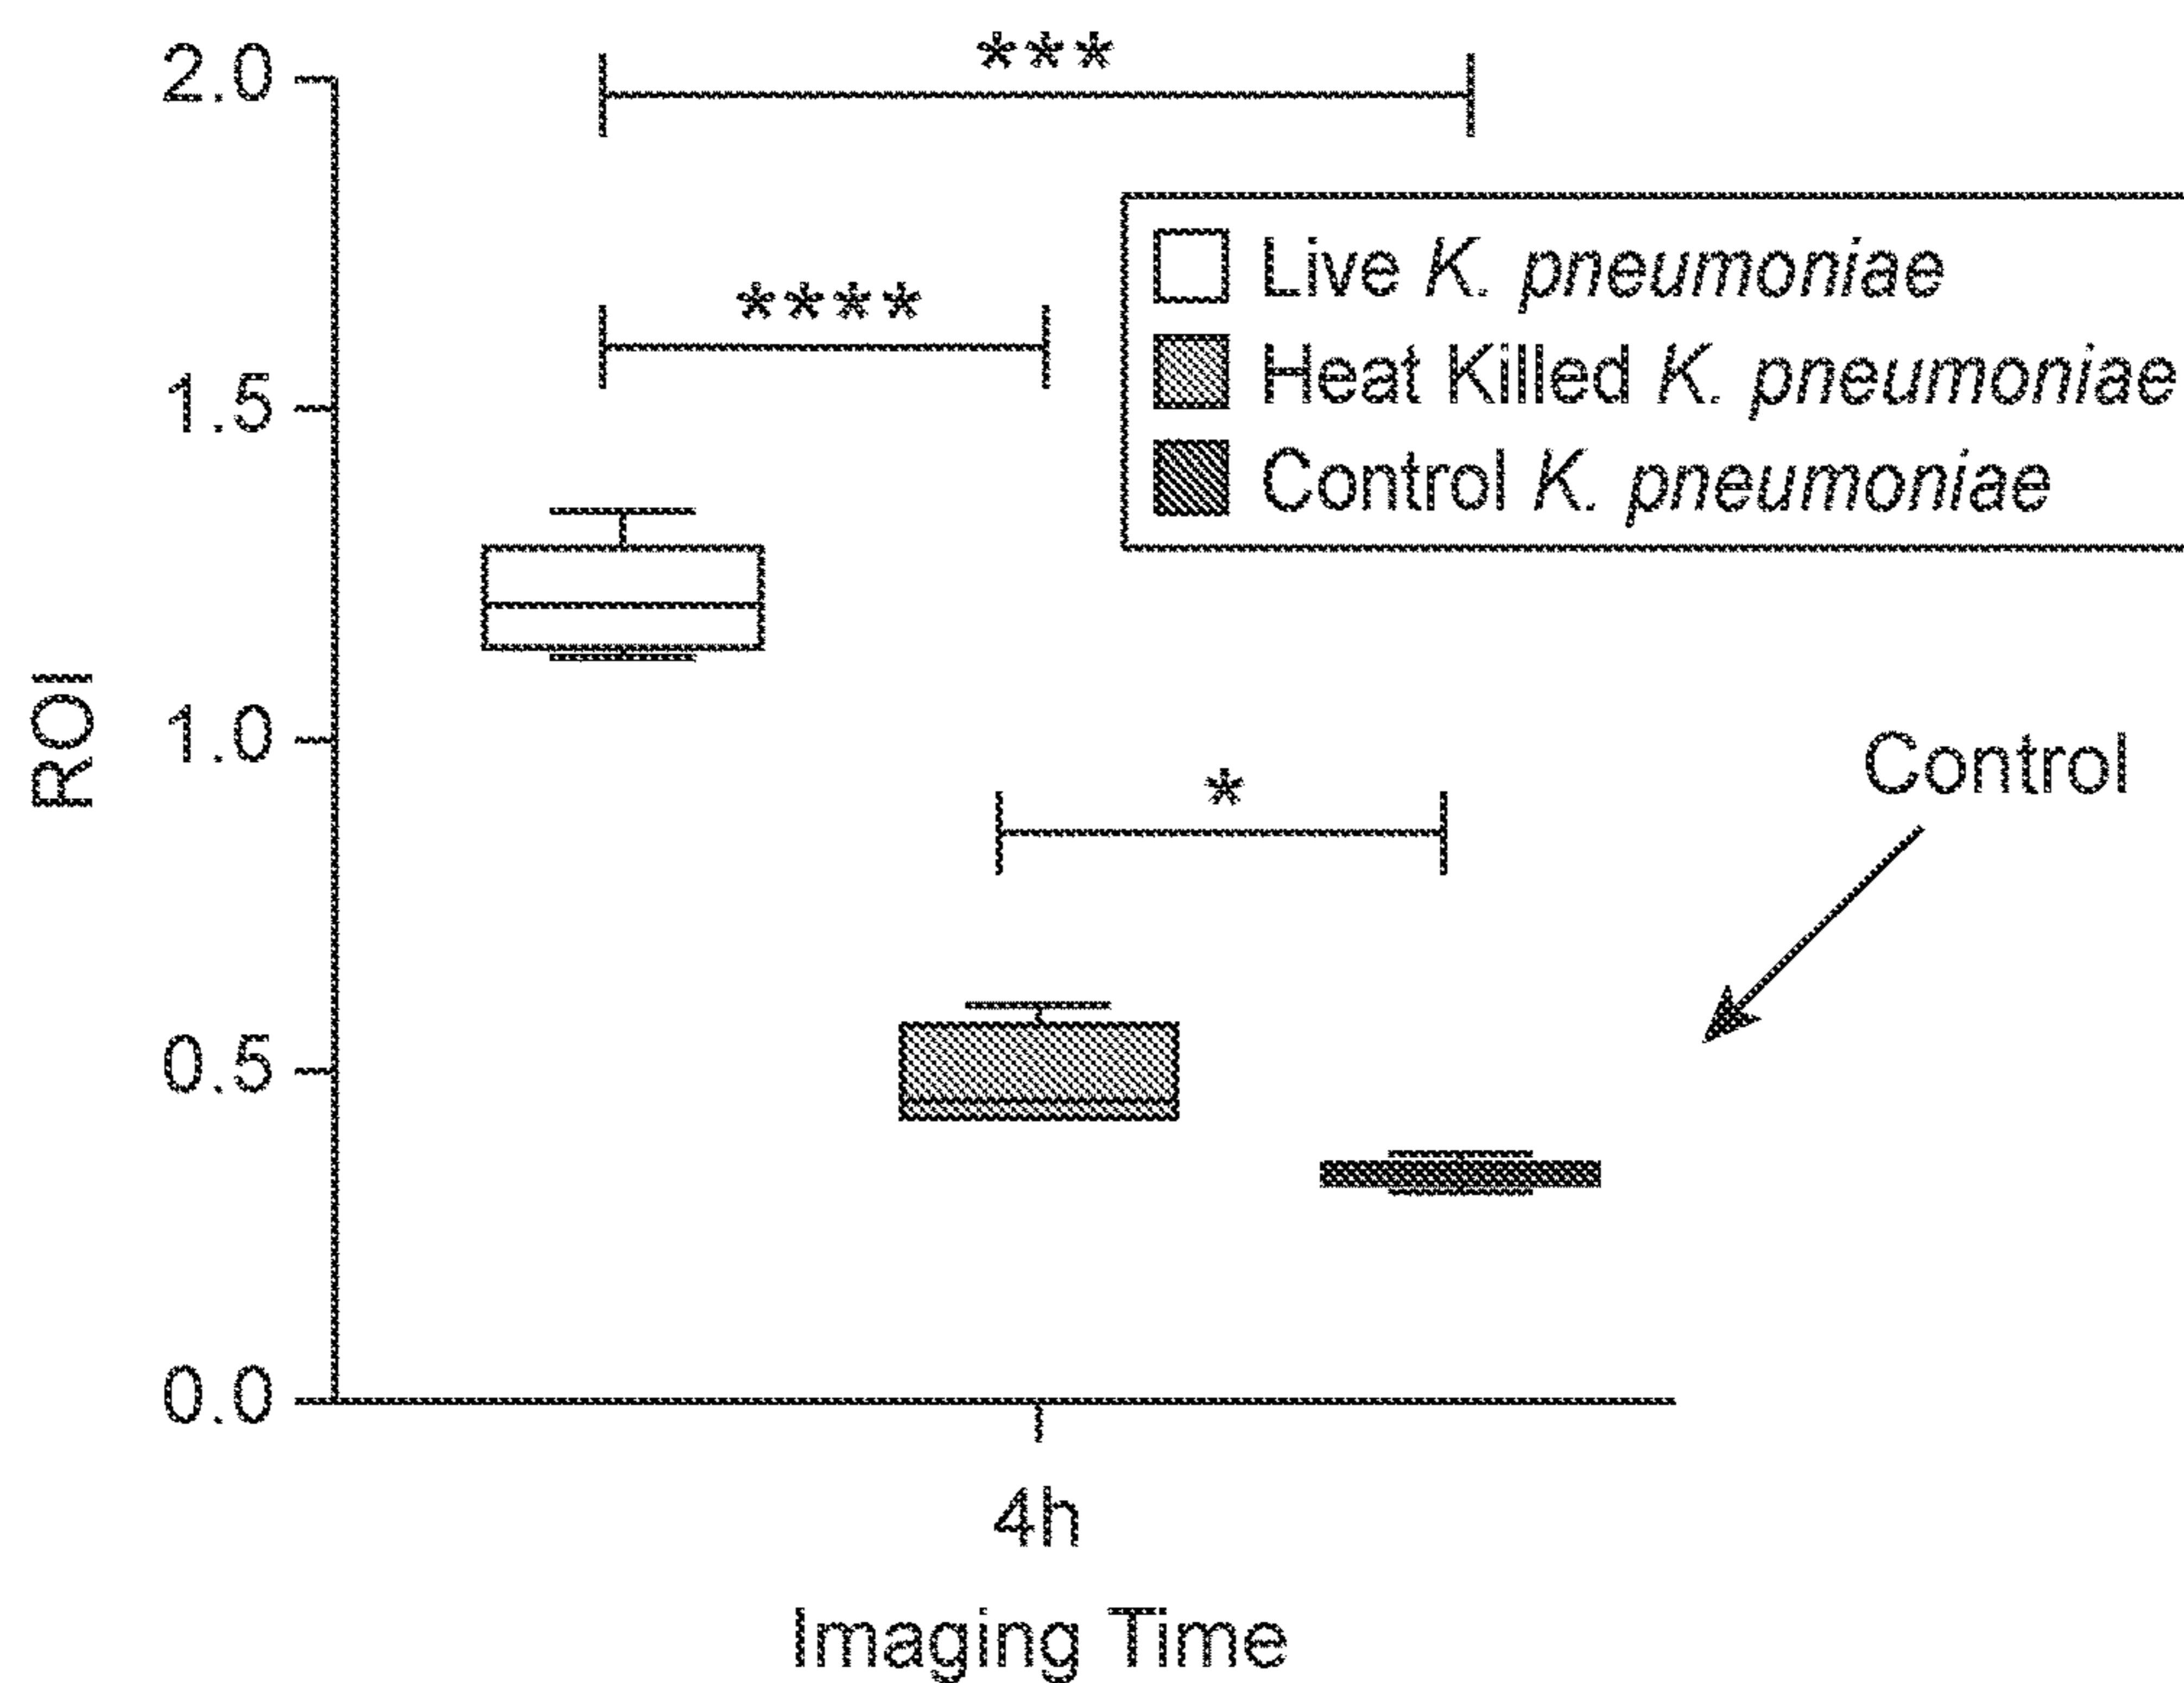 2.0
***
Live K. pneumoniae
****
Heat Killed K. pneumoniae
1.5
Control K. pneumoniae
ROI
1.0
Control
*
0.5
0.0
4h
Imaging Time